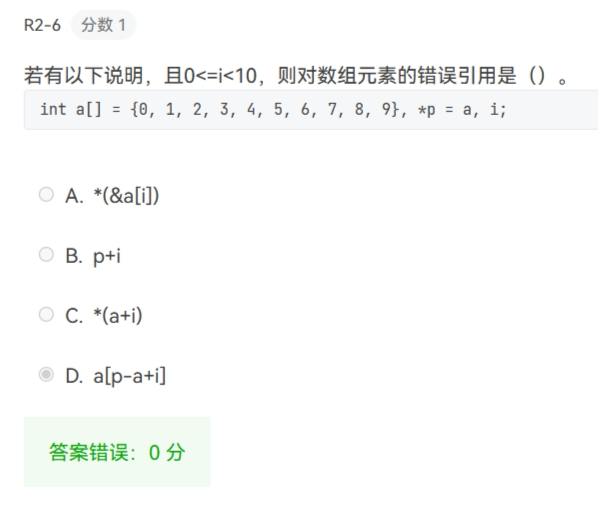 R2-6 分数 1
若有以下说明，且0<=i<10，则对数组元素的错误引用是（）。
int a[] = {0, 1, 2, 3, 4, 5, 6, 7, 8, 9}, *p = a, i;
A. *(&a[i])
B. p+i
C. *(a+i)
D. a[p-a+i]
答案错误：0 分